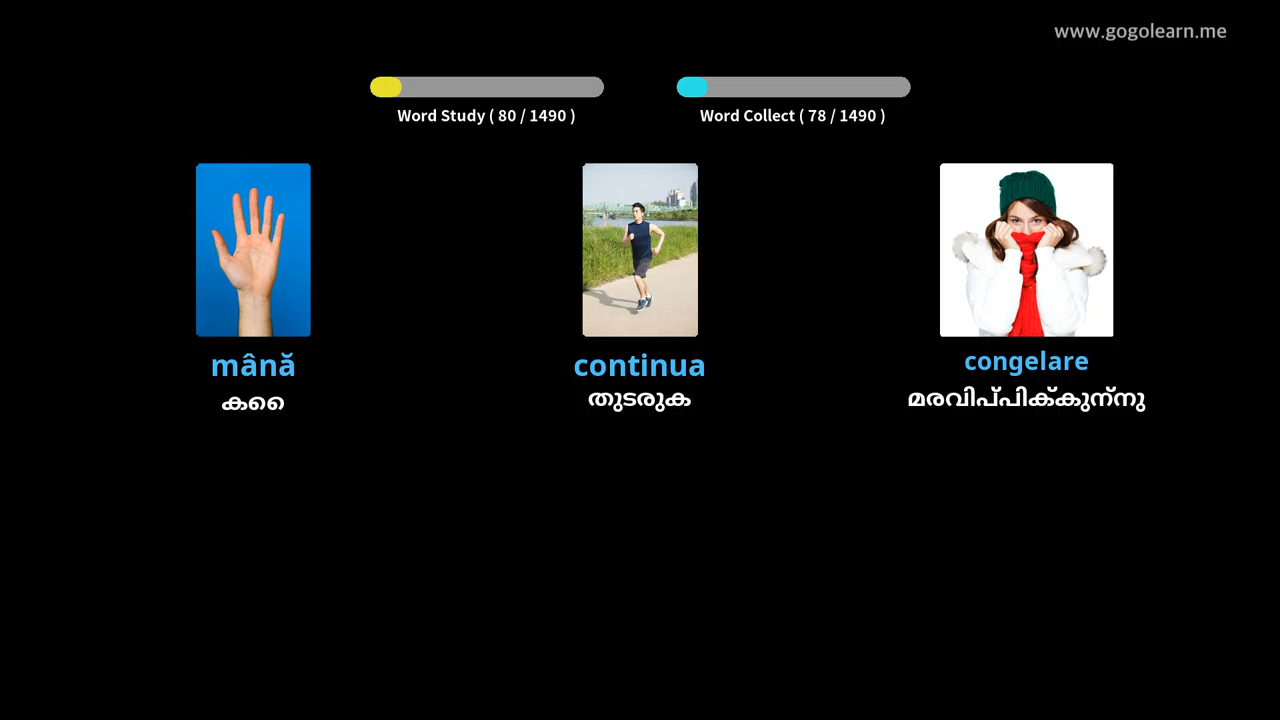 www.gogolearn.me
Word Study ( 80 / 1490 )
Word Collect ( 78 / 1490 )
mână
continua
congelare
കൈ
തുടരുക
മരവിപ്പിക്കുന്നു